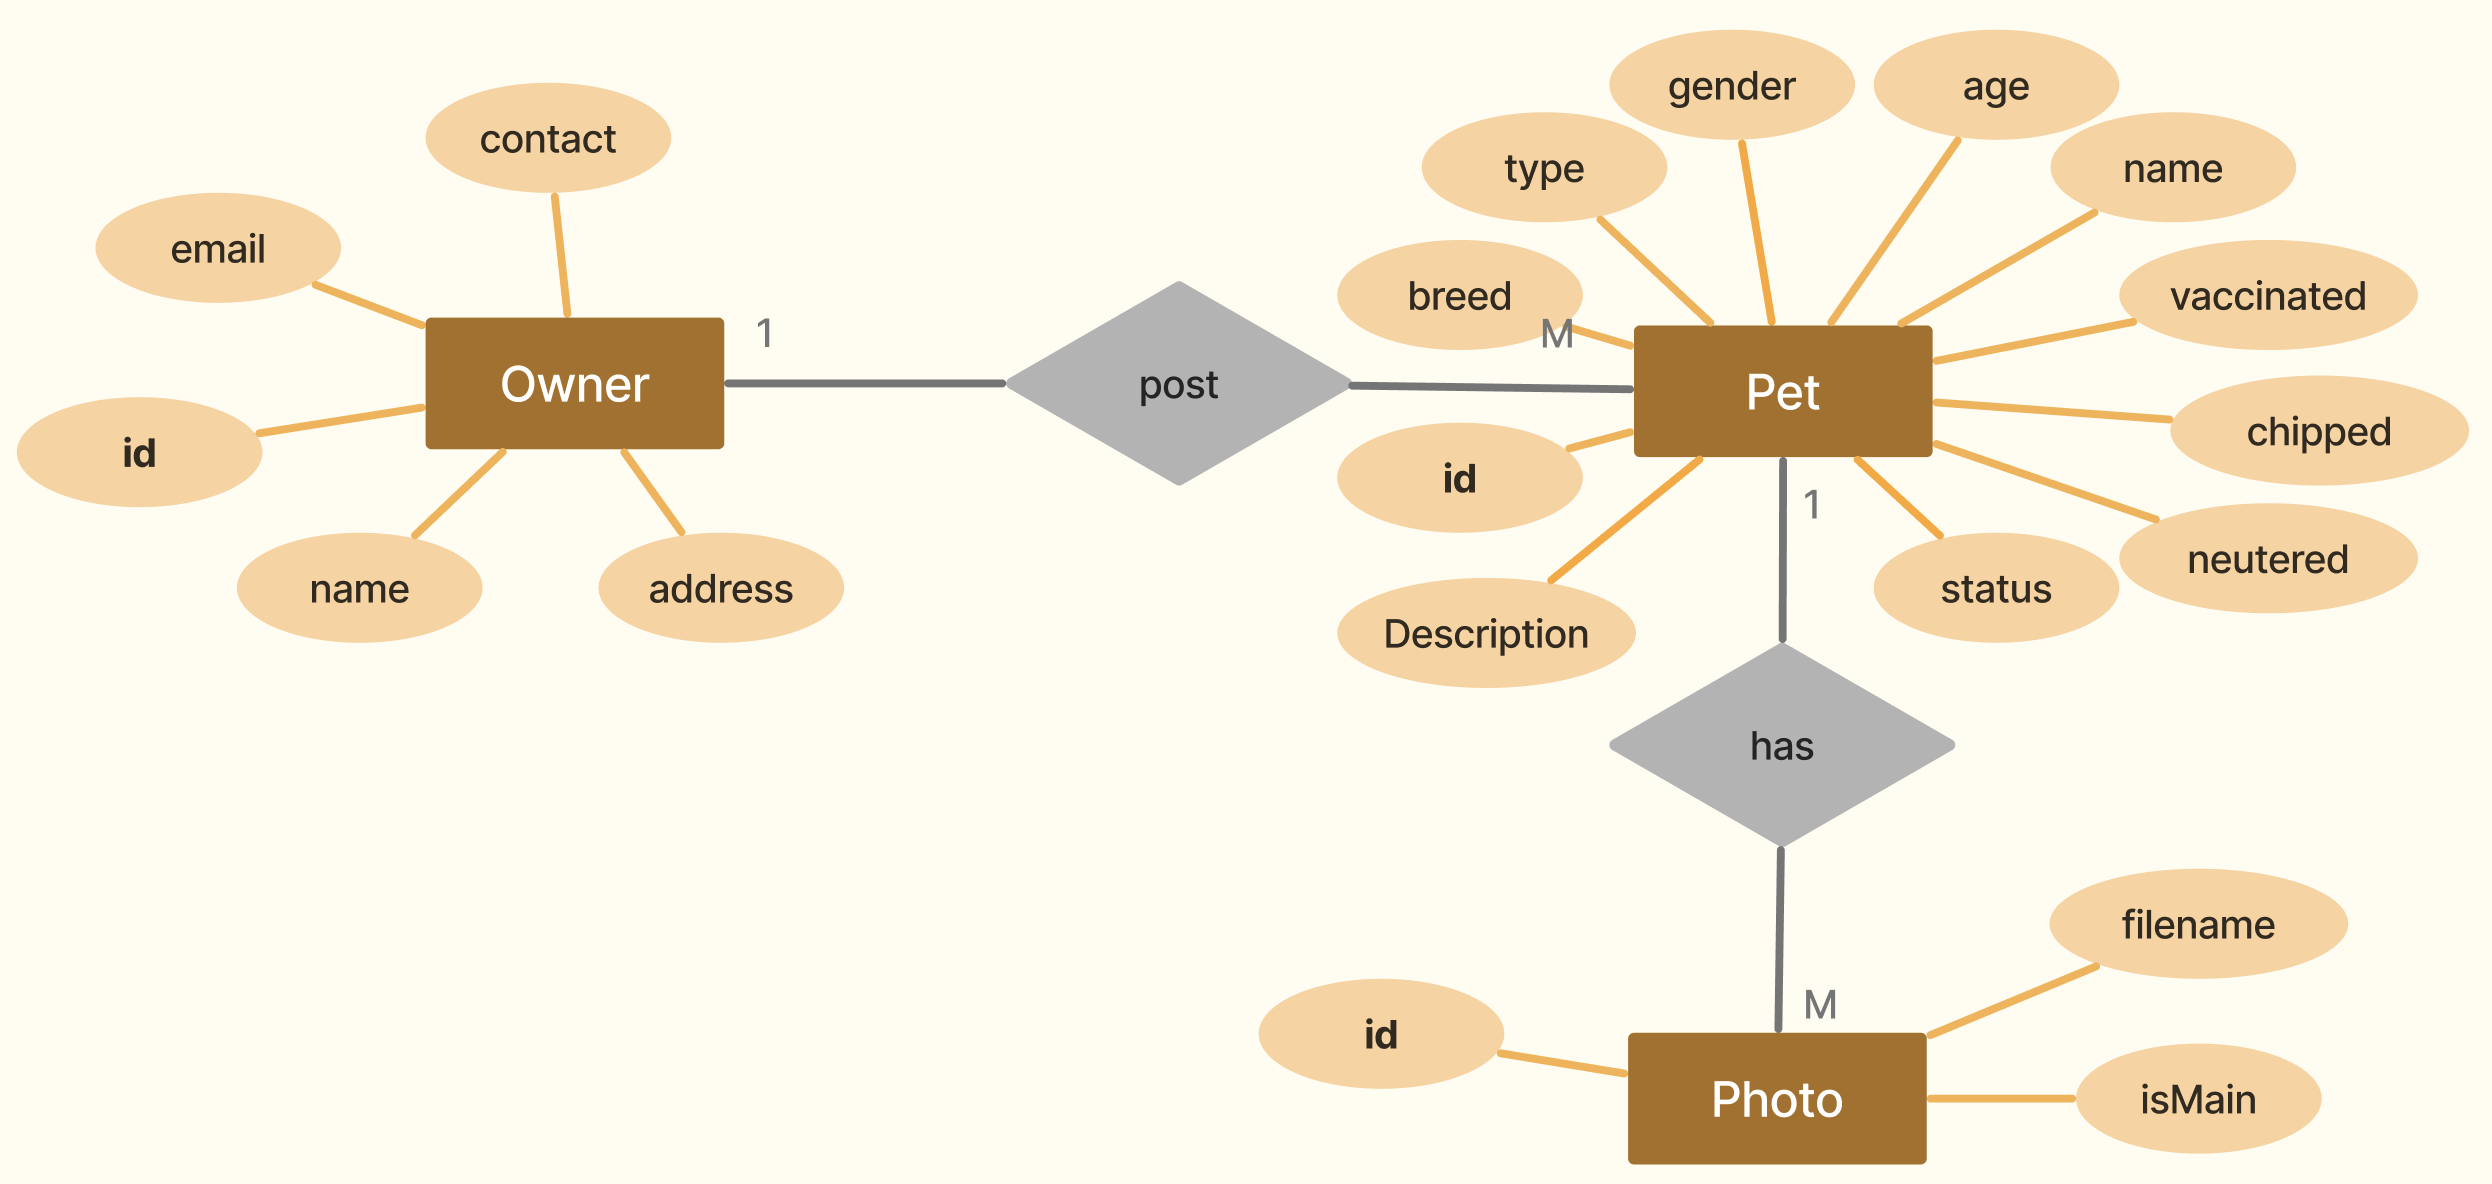 gender
age
contact
type
name
email
breed
vaccinated
1
M
Owner
post
Pet
chipped
id
id
1
neutered
name
address
status
Description
has
filename
M
id
Photo
isMain